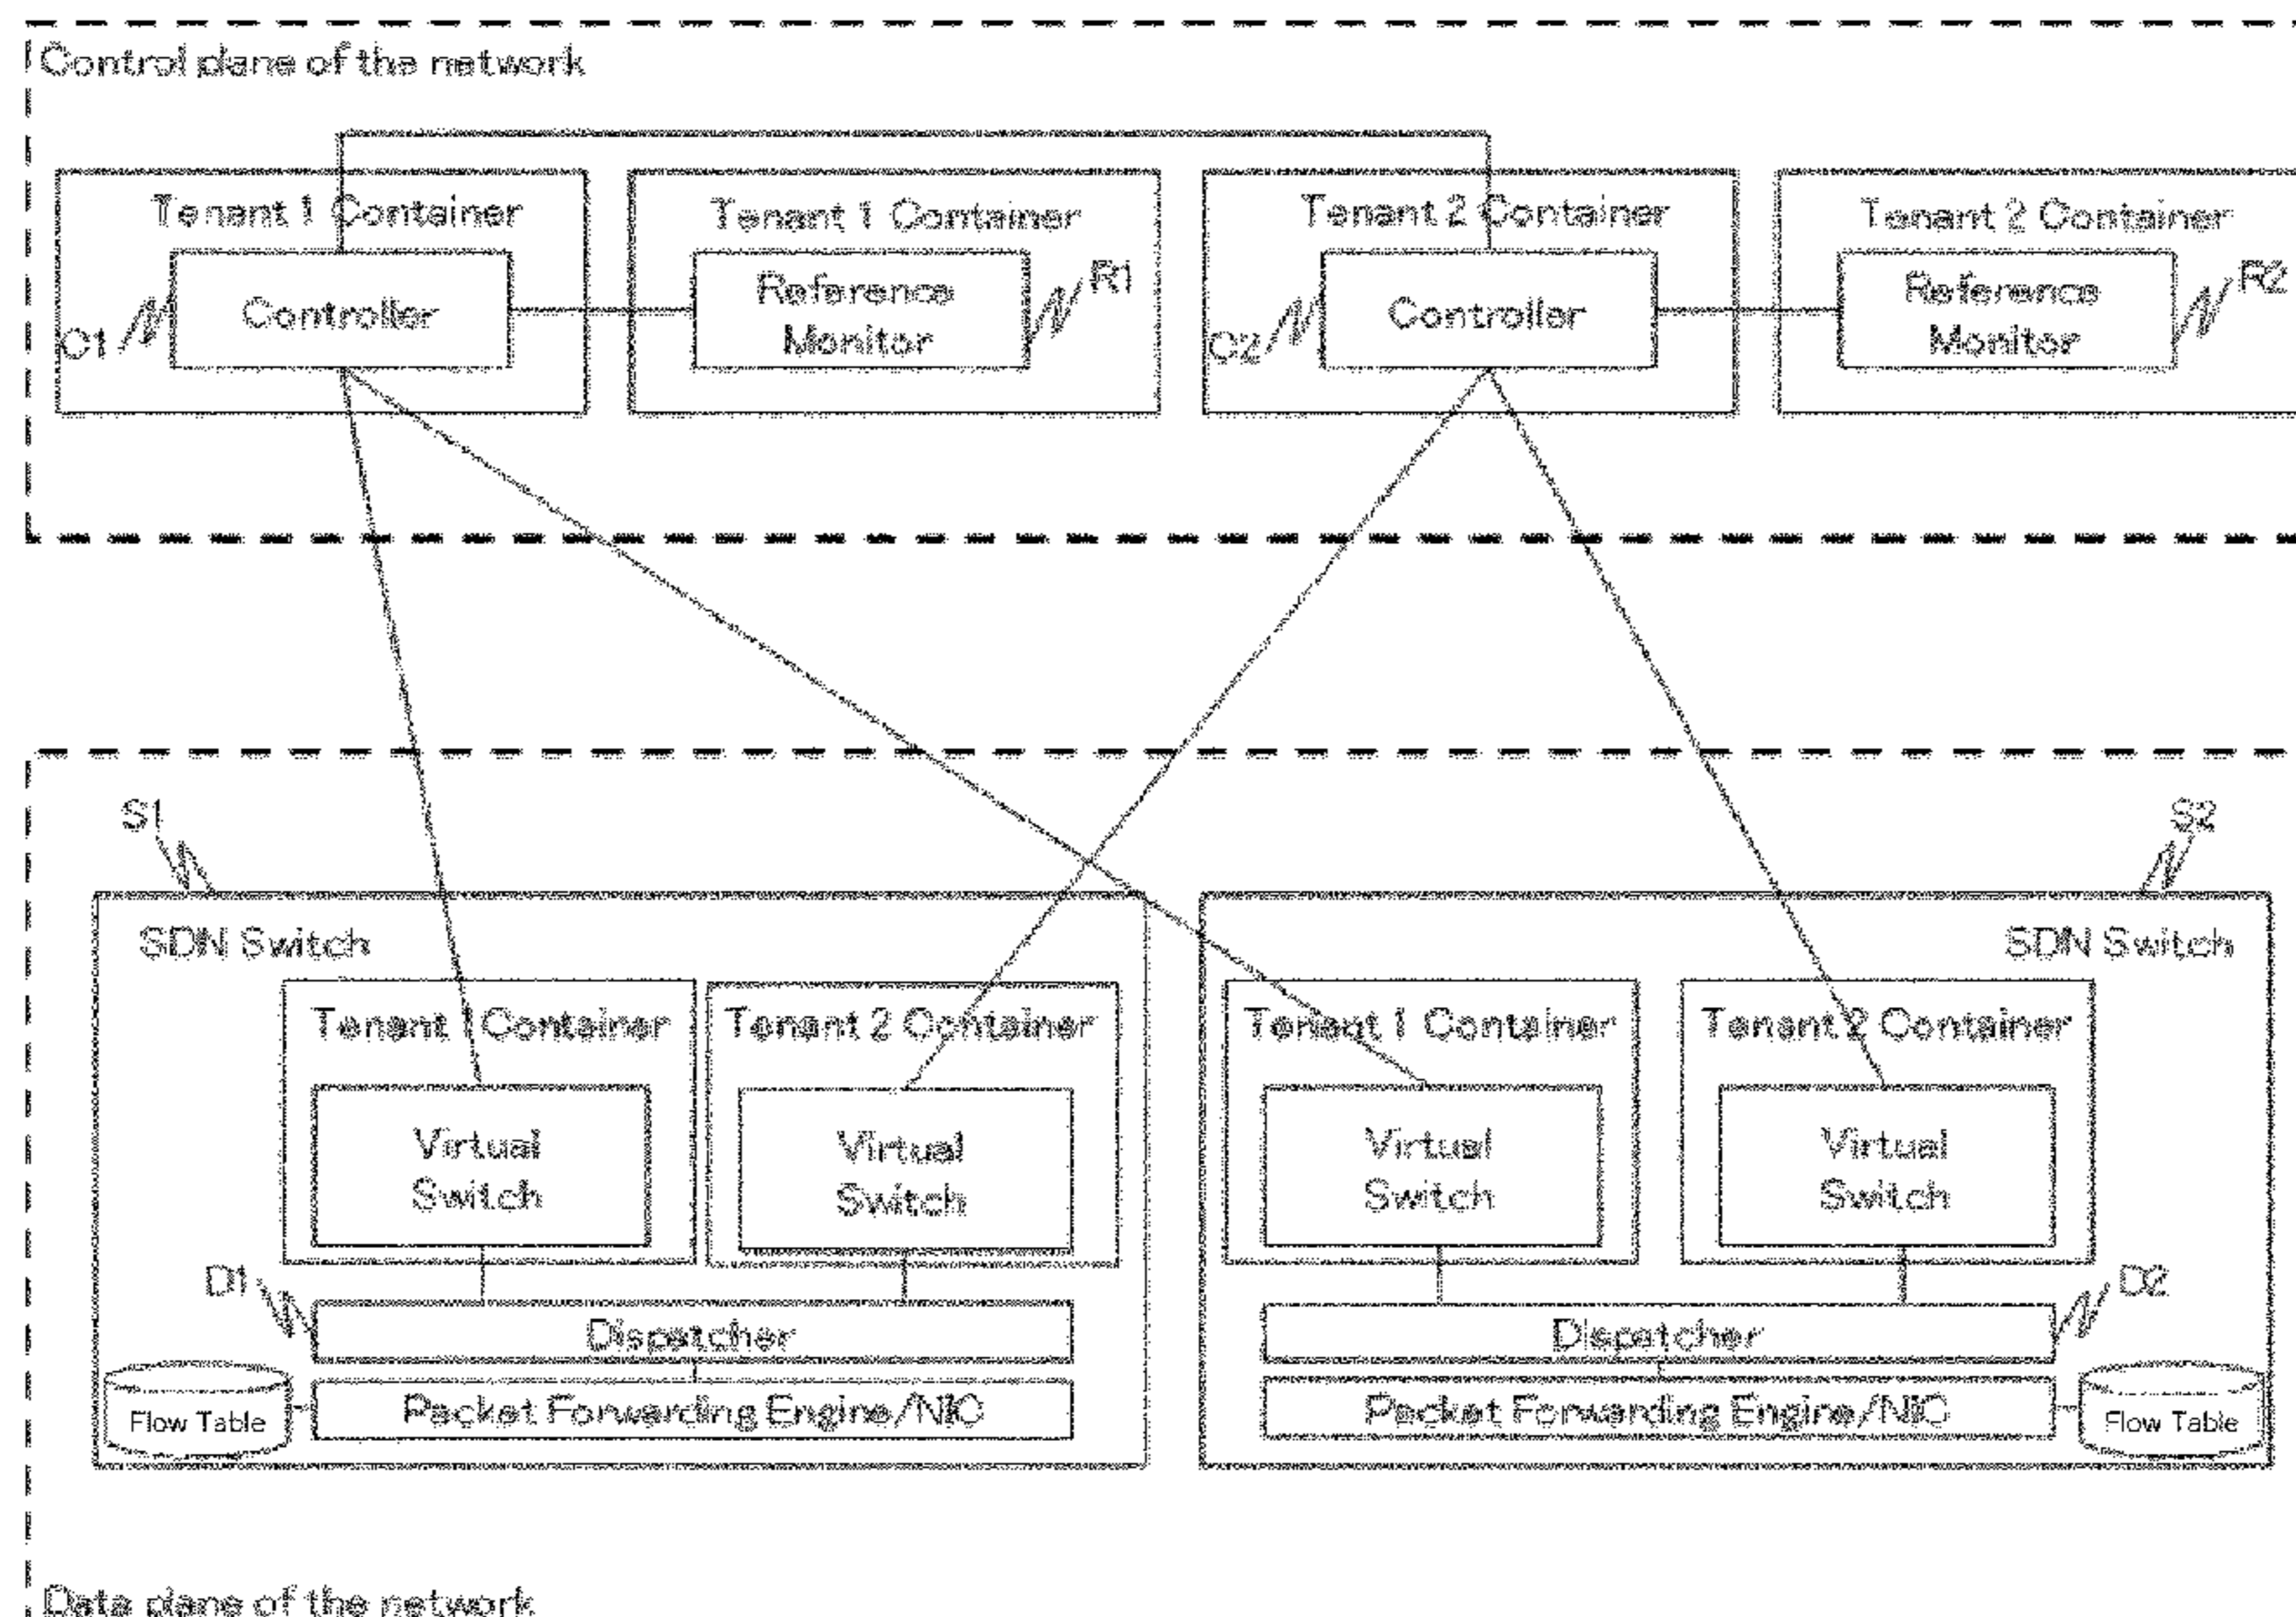 Control plane of the network
Tenant 1 Container
Tenant 1 Container
Tenant 2 Container
Tenant 2 Container
Controller
C1
Reference
Monitor
R1
Controller
C2
Reference
Monitor
R2
S1
S2
SDN Switch
SDN Switch
Tenant 1 Container
Tenant 2 Container
Tenant 1 Container
Tenant 2 Container
Virtual
Switch
Virtual
Switch
Virtual
Switch
Virtual
Switch
D1
D2
Dispatcher
Dispatcher
Flow Table
Packet Forwarding Engine/NIC
Packet Forwarding Engine/NIC
Flow Table
Data plane of the network